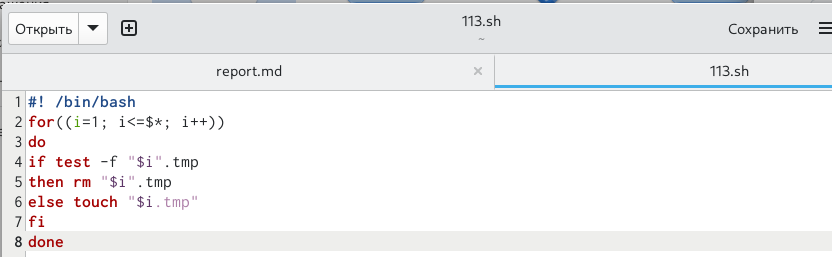 Открыть
113.sh
~
Сохранить
report.md
113.sh
1 #! /bin/bash
2 for((i=1; i<=$*; i++))
3 do
4 if test -f "$i".tmp
5 then rm "$i".tmp
6 else touch "$i.tmp"
7 fi
8 done